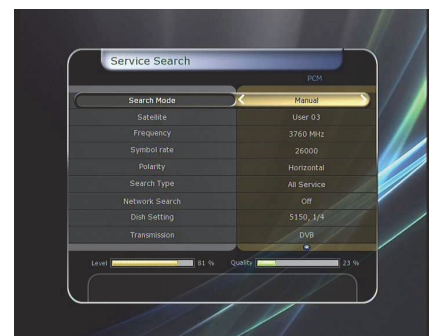 Service Search
PCM
Search Mode Manual
Satellite User 03
Frequency 3760 MHz
Symbol rate 26000
Polarity Horizontal
Search Type All Service
Network Search Off
Dish Setting 5150, 1/4
Transmission DVB
Level 81 % Quality 23 %